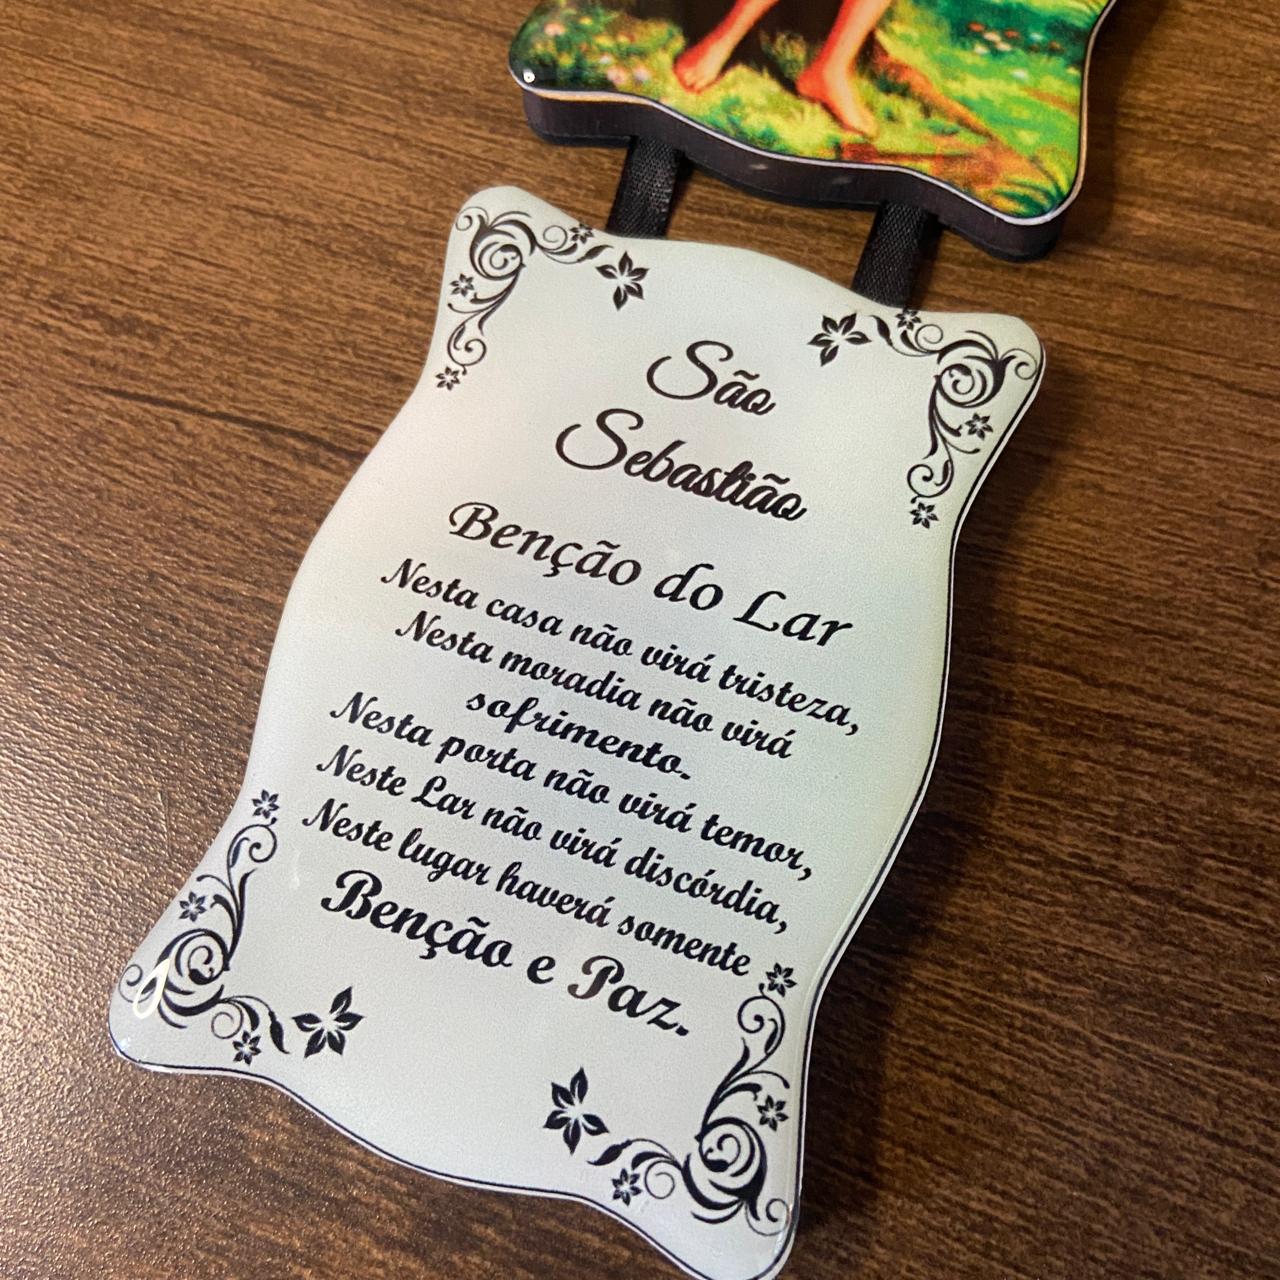 São
Sebastião
Benção do Lar
Nesta casa não virá tristeza,
Nesta moradia não virá
sofrimento.
Nesta porta não virá temor,
Neste Lar não virá discórdia,
Neste lugar haverá somente
Benção e Paz.